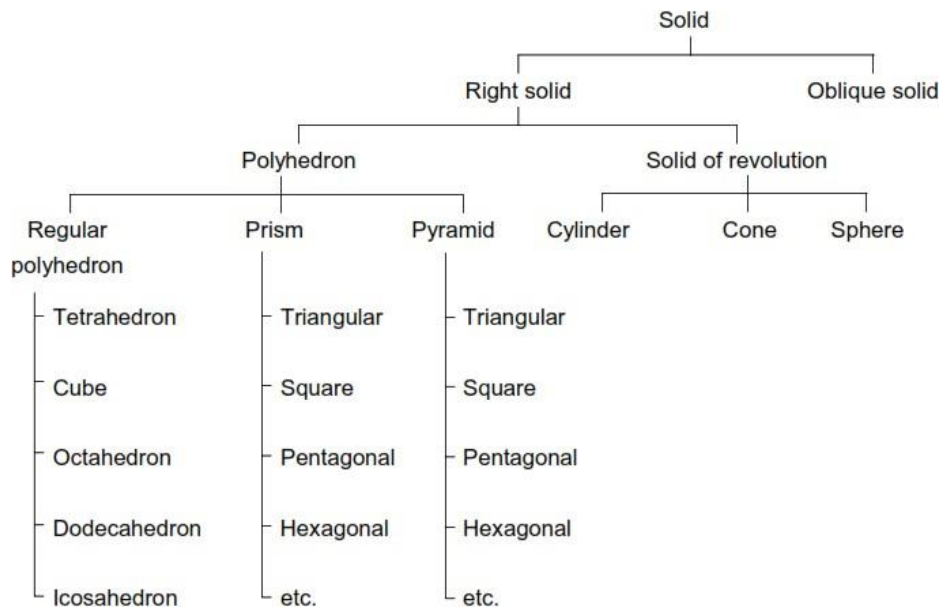 Solid
Right solid
Oblique solid
Polyhedron
Solid of revolution
Regular
polyhedron
Prism
Pyramid
Cylinder
Cone
Sphere
Tetrahedron
Cube
Octahedron
Dodecahedron
Icosahedron
Triangular
Square
Pentagonal
Hexagonal
etc.
Triangular
Square
Pentagonal
Hexagonal
etc.